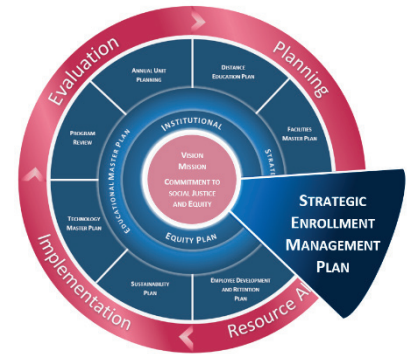 Evaluation
Planning
ANNUAL UNIT
PLANNING
DISTANCE
EDUCATION PLAN
PROGRAM
REVIEW
FACILITIES
MASTER PLAN
EDUCATIONAL MASTER PLAN
INSTITUTIONAL
VISION
MISSION
COMMITMENT TO
SOCIAL JUSTICE
AND EQUITY
EQUITY PLAN
STRATEGIC
ENROLLMENT
MANAGEMENT
PLAN
TECHNOLOGY
MASTER PLAN
SUSTAINABILITY
PLAN
EMPLOYEE DEVELOPMENT
AND RETENTION
PLAN
Implementation
Resource